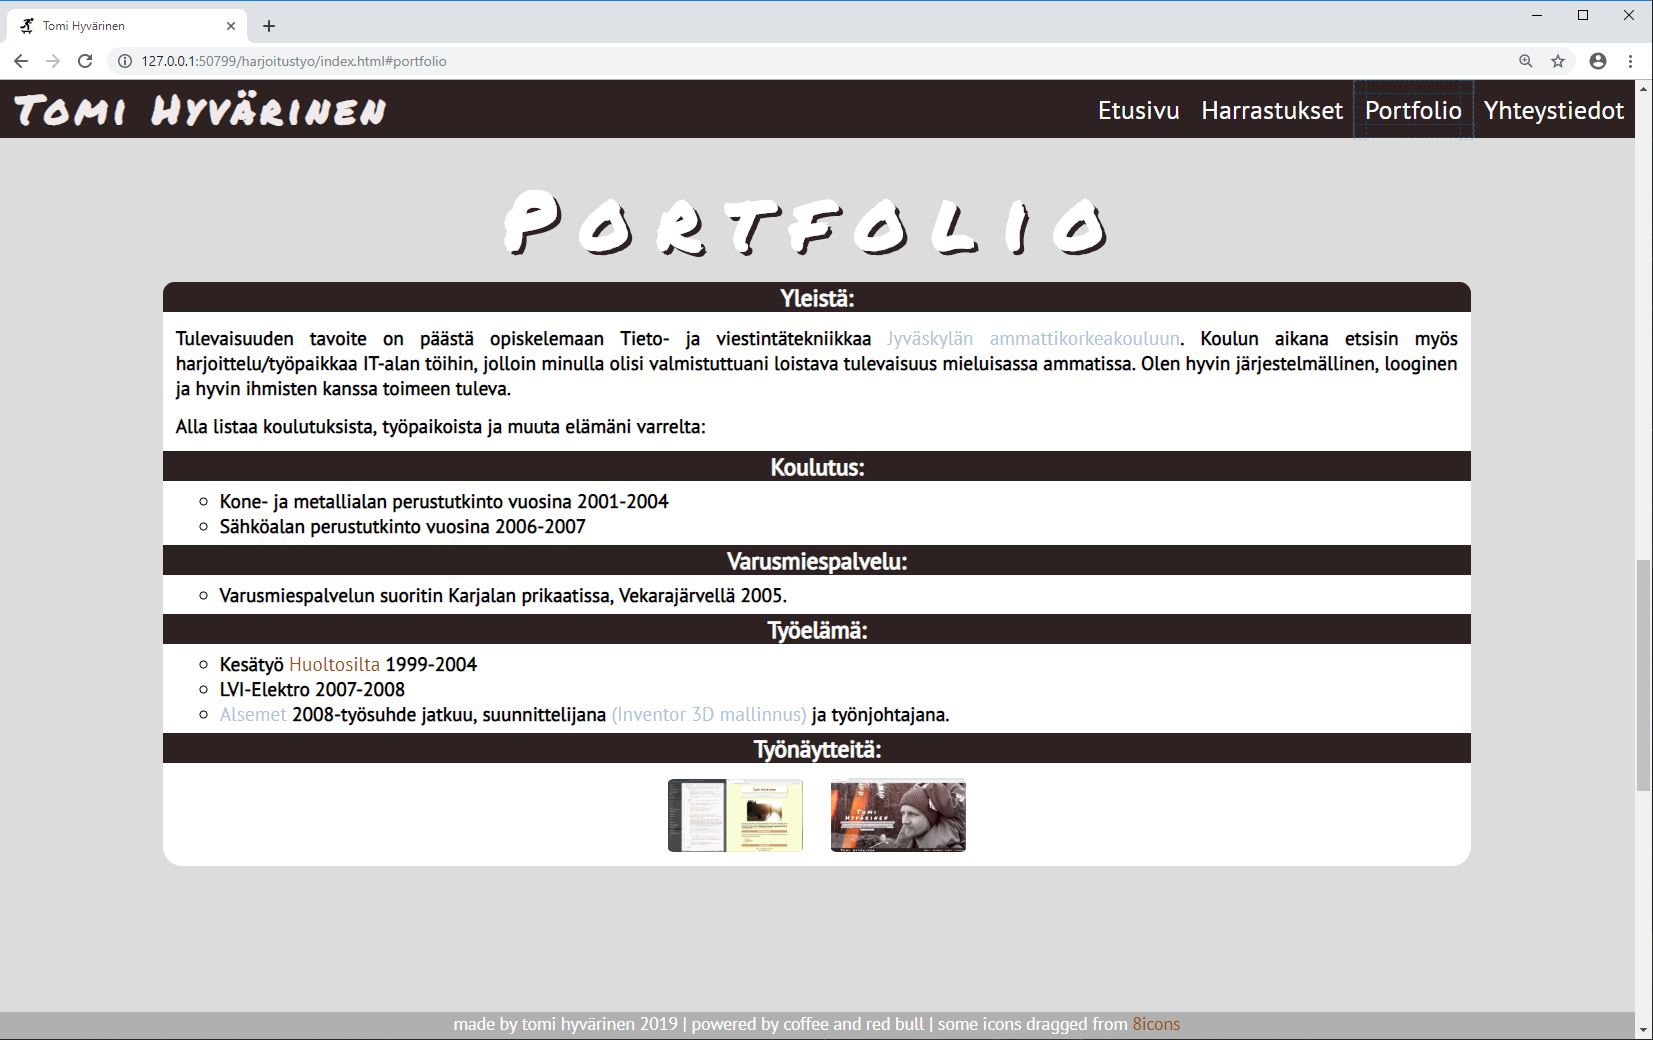 Tomi Hyvärinen
127.0.0.1:50799/harjoitustyo/index.html#portfolio
Tomi Hyvärinen
Etusivu Harrastukset Portfolio Yhteystiedot
Portfolio
Yleistä:
Tulevaisuuden tavoite on päästä opiskelemaan Tieto- ja viestintätekniikkaa Jyväskylän ammattikorkeakouluun. Koulun aikana etsisin myös
harjoittelu/työpaikkaa IT-alan töihin, jolloin minulla olisi valmistuttuani loistava tulevaisuus mieluisassa ammatissa. Olen hyvin järjestelmällinen, looginen
ja hyvin ihmisten kanssa toimeen tuleva.
Alla listaa koulutuksista, työpaikoista ja muuta elämäni varrelta:
Koulutus:
Kone- ja metallialan perustutkinto vuosina 2001-2004
Sähköalan perustutkinto vuosina 2006-2007
Varusmiespalvelu:
Varusmiespalvelun suoritin Karjalan prikaatissa, Vekarajärvellä 2005.
Työelämä:
Kesätyö Huoltosilta 1999-2004
LVI-Elektro 2007-2008
Alsemet 2008-työsuhde jatkuu, suunnittelijana (Inventor 3D mallinnus) ja työnjohtajana.
Työnäytteitä:
Tomi Hyvärinen
Tomi
Hyvärinen
Tomi Hyvärinen
made by tomi hyvärinen 2019 | powered by coffee and red bull | some icons dragged from 8icons